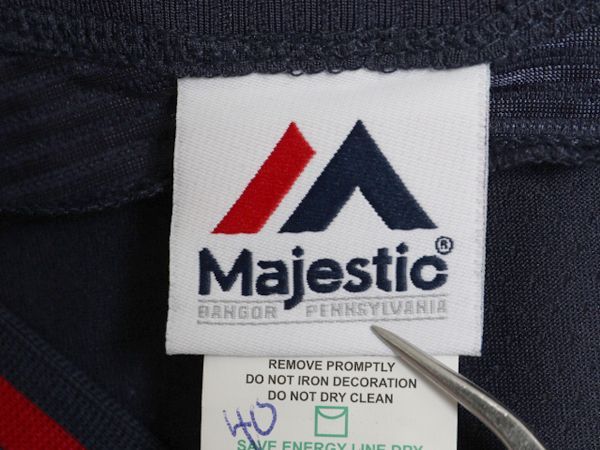 Majestic®
BANGOR PENNSYLVANIA
REMOVE PROMPTLY
DO NOT IRON DECORATION
DO NOT DRY CLEAN
40
SAVE ENERGY LINE DRY